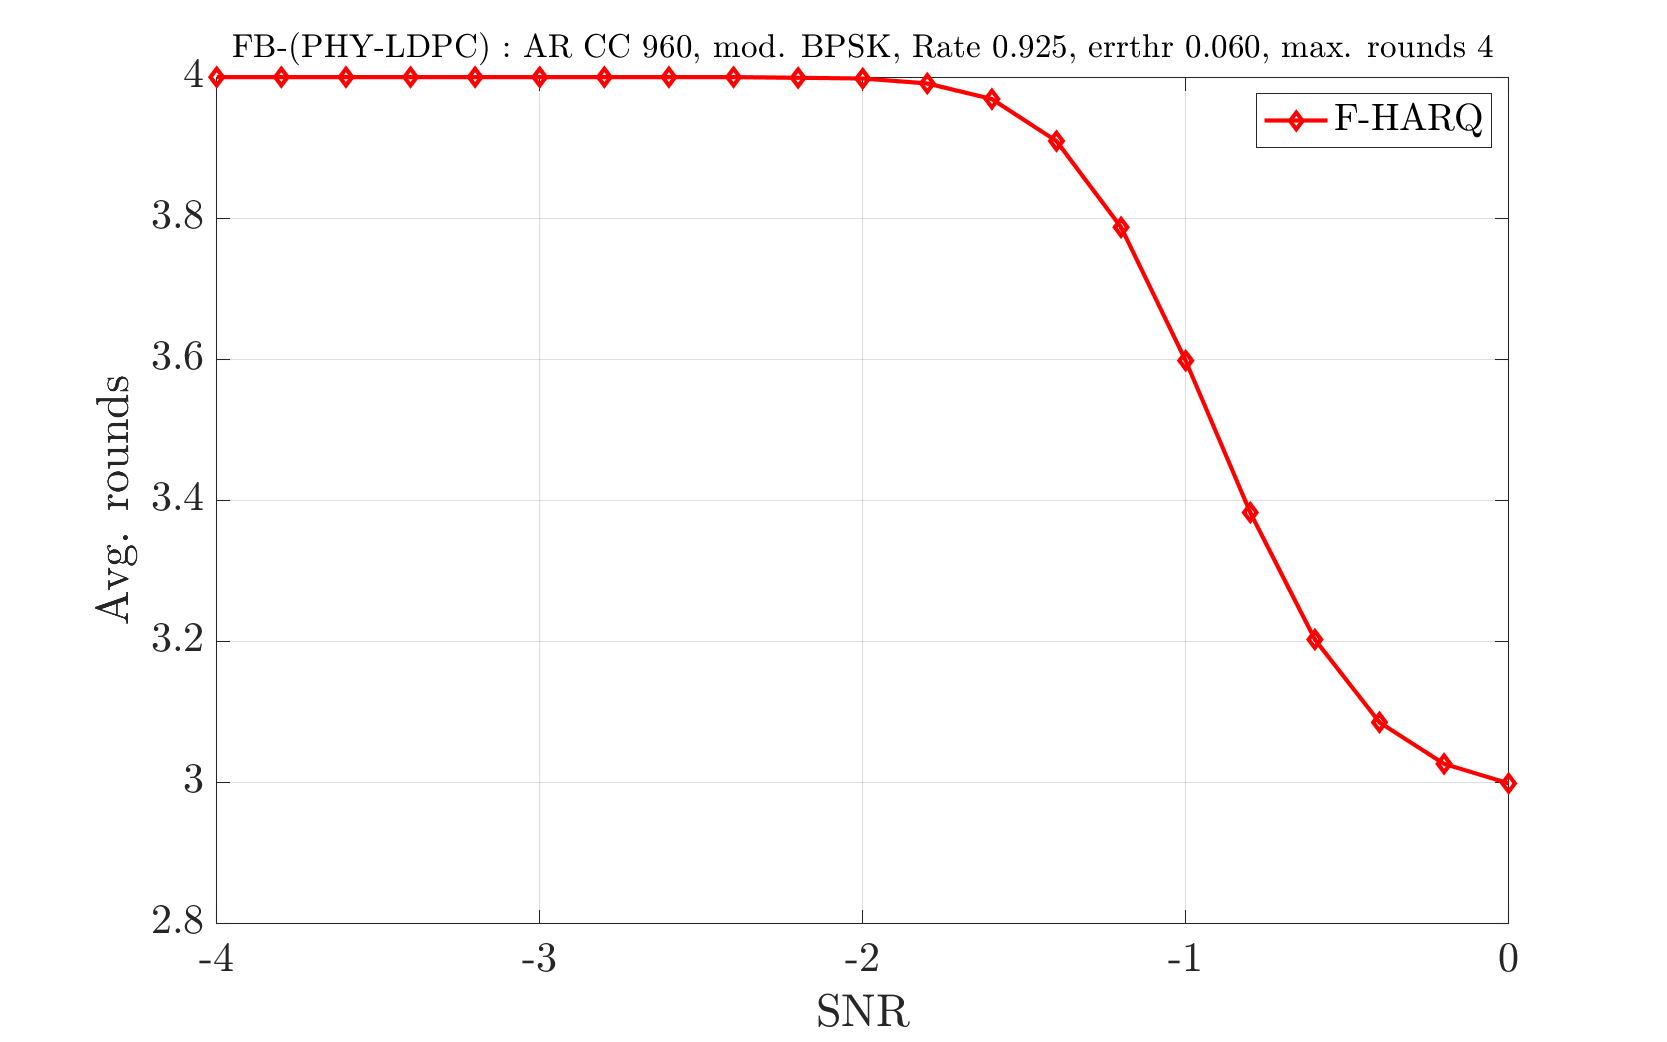 FB-(PHY-LDPC) : AR CC 960, mod. BPSK, Rate 0.925, errthr 0.060, max. rounds 4
F-HARQ
Avg. rounds
4
3.8
3.6
3.4
3.2
3
2.8
-4 -3 -2 -1 0
SNR